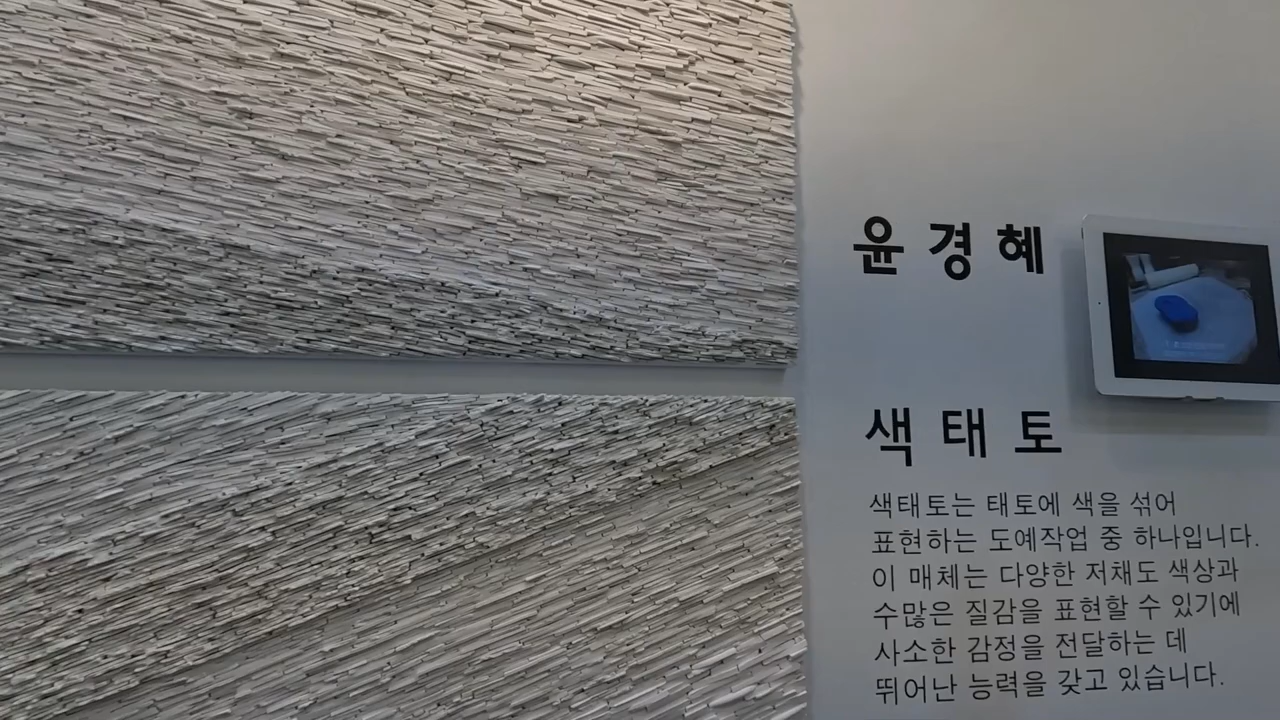 윤경혜
색태토
색태토는 태토에 색을 섞어
표현하는 도예작업 중 하나입니다.
이 매체는 다양한 저채도 색상과
수많은 질감을 표현할 수 있기에
사소한 감정을 전달하는 데
뛰어난 능력을 갖고 있습니다.